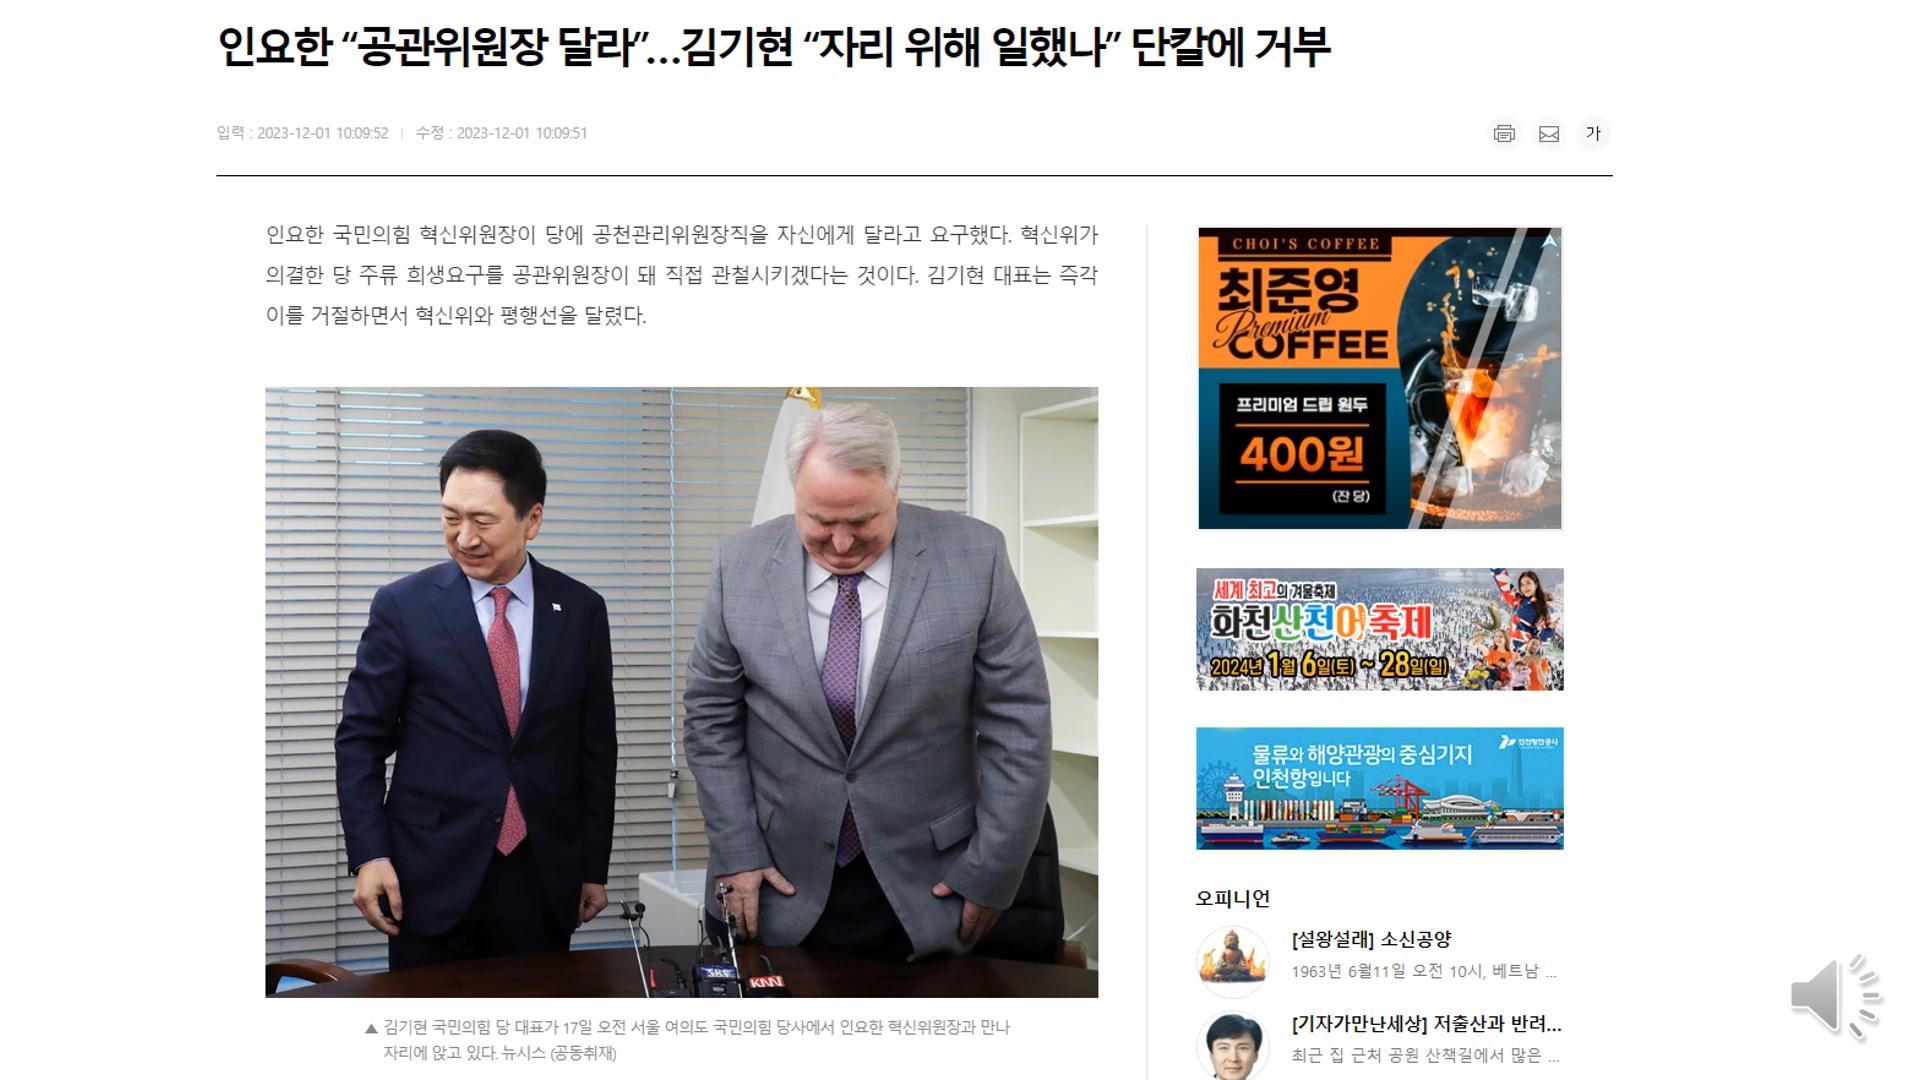 인요한 “공관위원장 달라”…김기현 “자리 위해 일했나” 단칼에 거부
입력 : 2023-12-01 10:09:52 | 수정 : 2023-12-01 10:09:51
가
인요한 국민의힘 혁신위원장이 당에 공천관리위원장직을 자신에게 달라고 요구했다. 혁신위가
의결한 당 주류 희생요구를 공관위원장이 돼 직접 관철시키겠다는 것이다. 김기현 대표는 즉각
이를 거절하면서 혁신위와 평행선을 달렸다.
SBS
KNN
▲ 김기현 국민의힘 당 대표가 17일 오전 서울 여의도 국민의힘 당사에서 인요한 혁신위원장과 만나
자리에 앉고 있다. 뉴시스 (공동취재)
CHOI'S COFFEE
최준영
Premium
COFFEE
프리미엄 드립 원두
400원
(잔 당)
세계 최고의 겨울축제
화천산천어축제
2024년 1월 6일(토) ~ 28일(일)
인천항만공사
물류와 해양관광의 중심기지
인천항입니다
오피니언
[설왕설래] 소신공양
1963년 6월11일 오전 10시, 베트남 ...
[기자가만난세상] 저출산과 반려...
최근 집 근처 공원 산책길에서 많은 ...